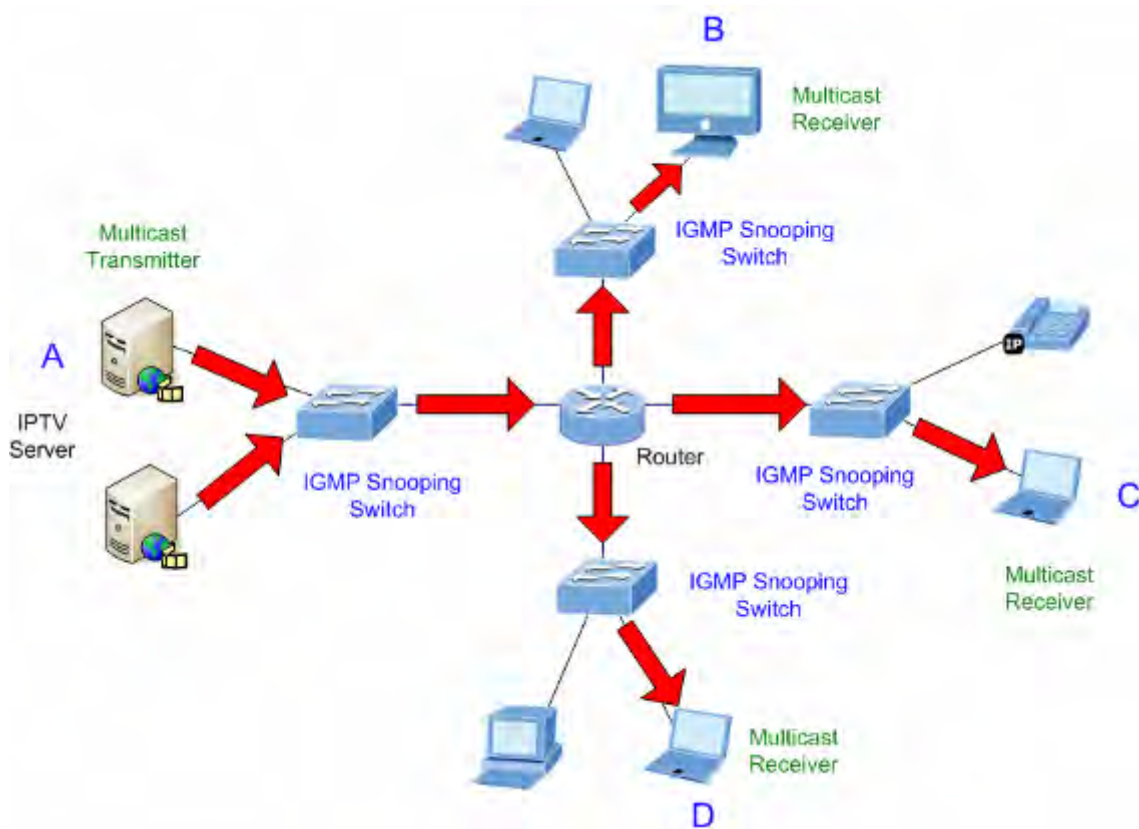 B
Multicast
Receiver
IGMP Snooping
Switch
Multicast
Transmitter
A
IPTV
Server
IGMP Snooping
Switch
Router
IP
IGMP Snooping
Switch
C
Multicast
Receiver
IGMP Snooping
Switch
Multicast
Receiver
D